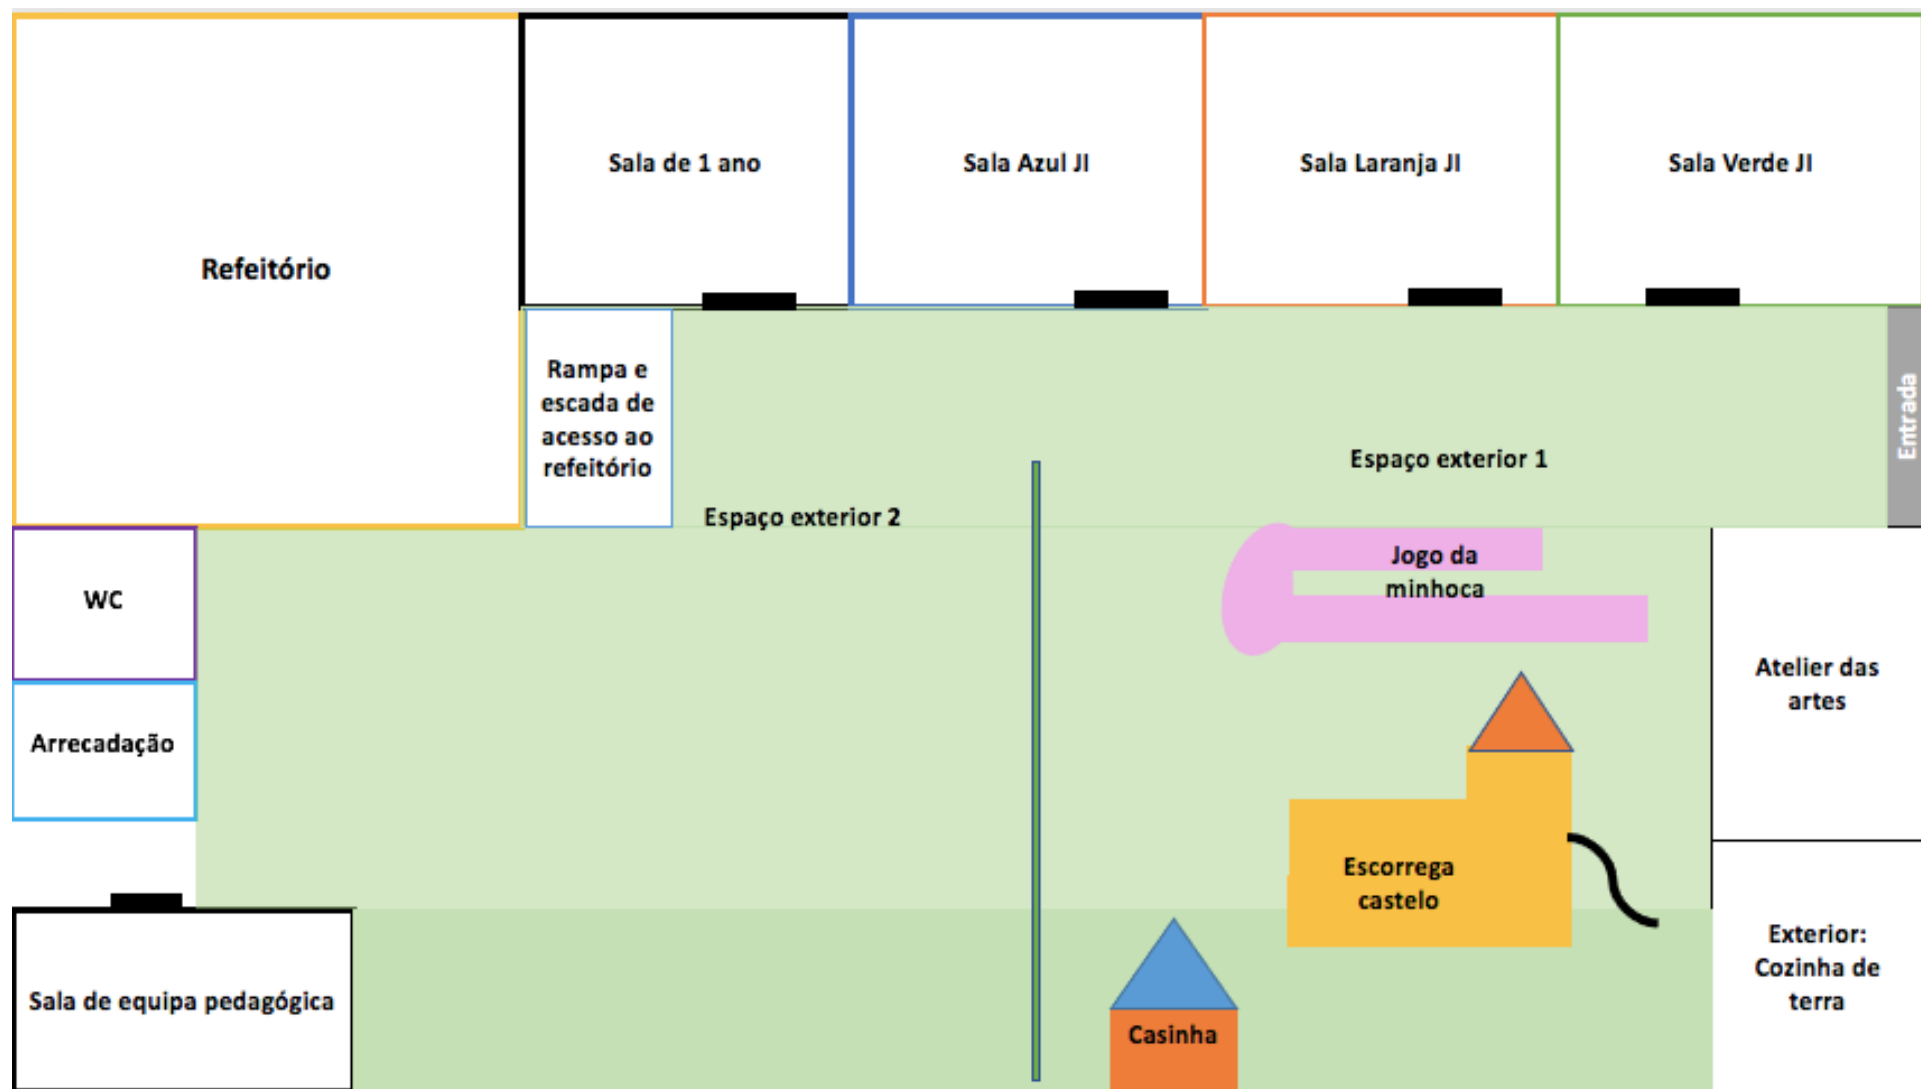 Sala de 1 ano
Sala Azul JI
Sala Laranja JI
Sala Verde JI
Refeitório
Rampa e
escada de
acesso ao
refeitório
Entrada
Espaço exterior 1
Espaço exterior 2
Jogo da
minhoca
WC
Atelier das
artes
Arrecadação
Escorrega
castelo
Exterior:
Cozinha de
terra
Sala de equipa pedagógica
Casinha